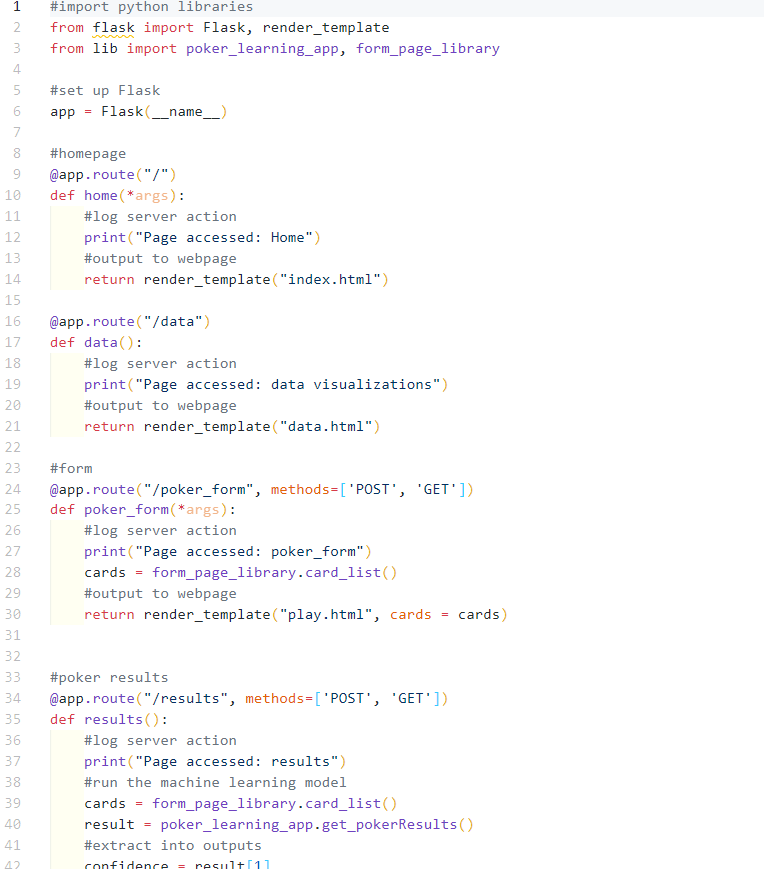 1 #import python libraries
2 from flask import Flask, render_template
3 from lib import poker_learning_app, form_page_library
4
5 #set up Flask
6 app = Flask(__name__)
7
8 #homepage
9 @app.route("/")
10 def home(*args):
11     #log server action
12     print("Page accessed: Home")
13     #output to webpage
14     return render_template("index.html")
15
16 @app.route("/data")
17 def data():
18     #log server action
19     print("Page accessed: data visualizations")
20     #output to webpage
21     return render_template("data.html")
22
23 #form
24 @app.route("/poker_form", methods=['POST', 'GET'])
25 def poker_form(*args):
26     #log server action
27     print("Page accessed: poker_form")
28     cards = form_page_library.card_list()
29     #output to webpage
30     return render_template("play.html", cards = cards)
31
32
33 #poker results
34 @app.route("/results", methods=['POST', 'GET'])
35 def results():
36     #log server action
37     print("Page accessed: results")
38     #run the machine learning model
39     cards = form_page_library.card_list()
40     result = poker_learning_app.get_pokerResults()
41     #extract into outputs
42     confidence = result[1]